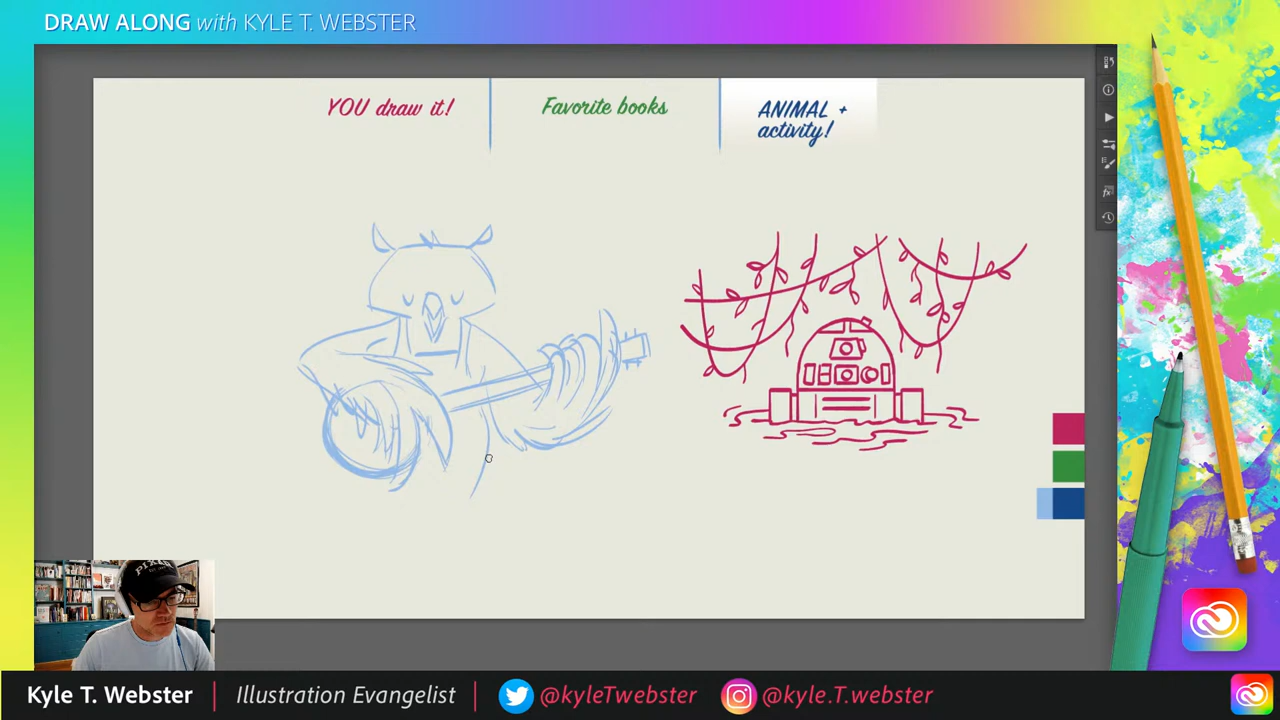 DRAW ALONG with KYLE T. WEBSTER
YOU draw it!
Favorite books
ANIMAL +
activity!
PIXAR
Kyle T. Webster | Illustration Evangelist @kyleTwebster | @kyle.T.webster